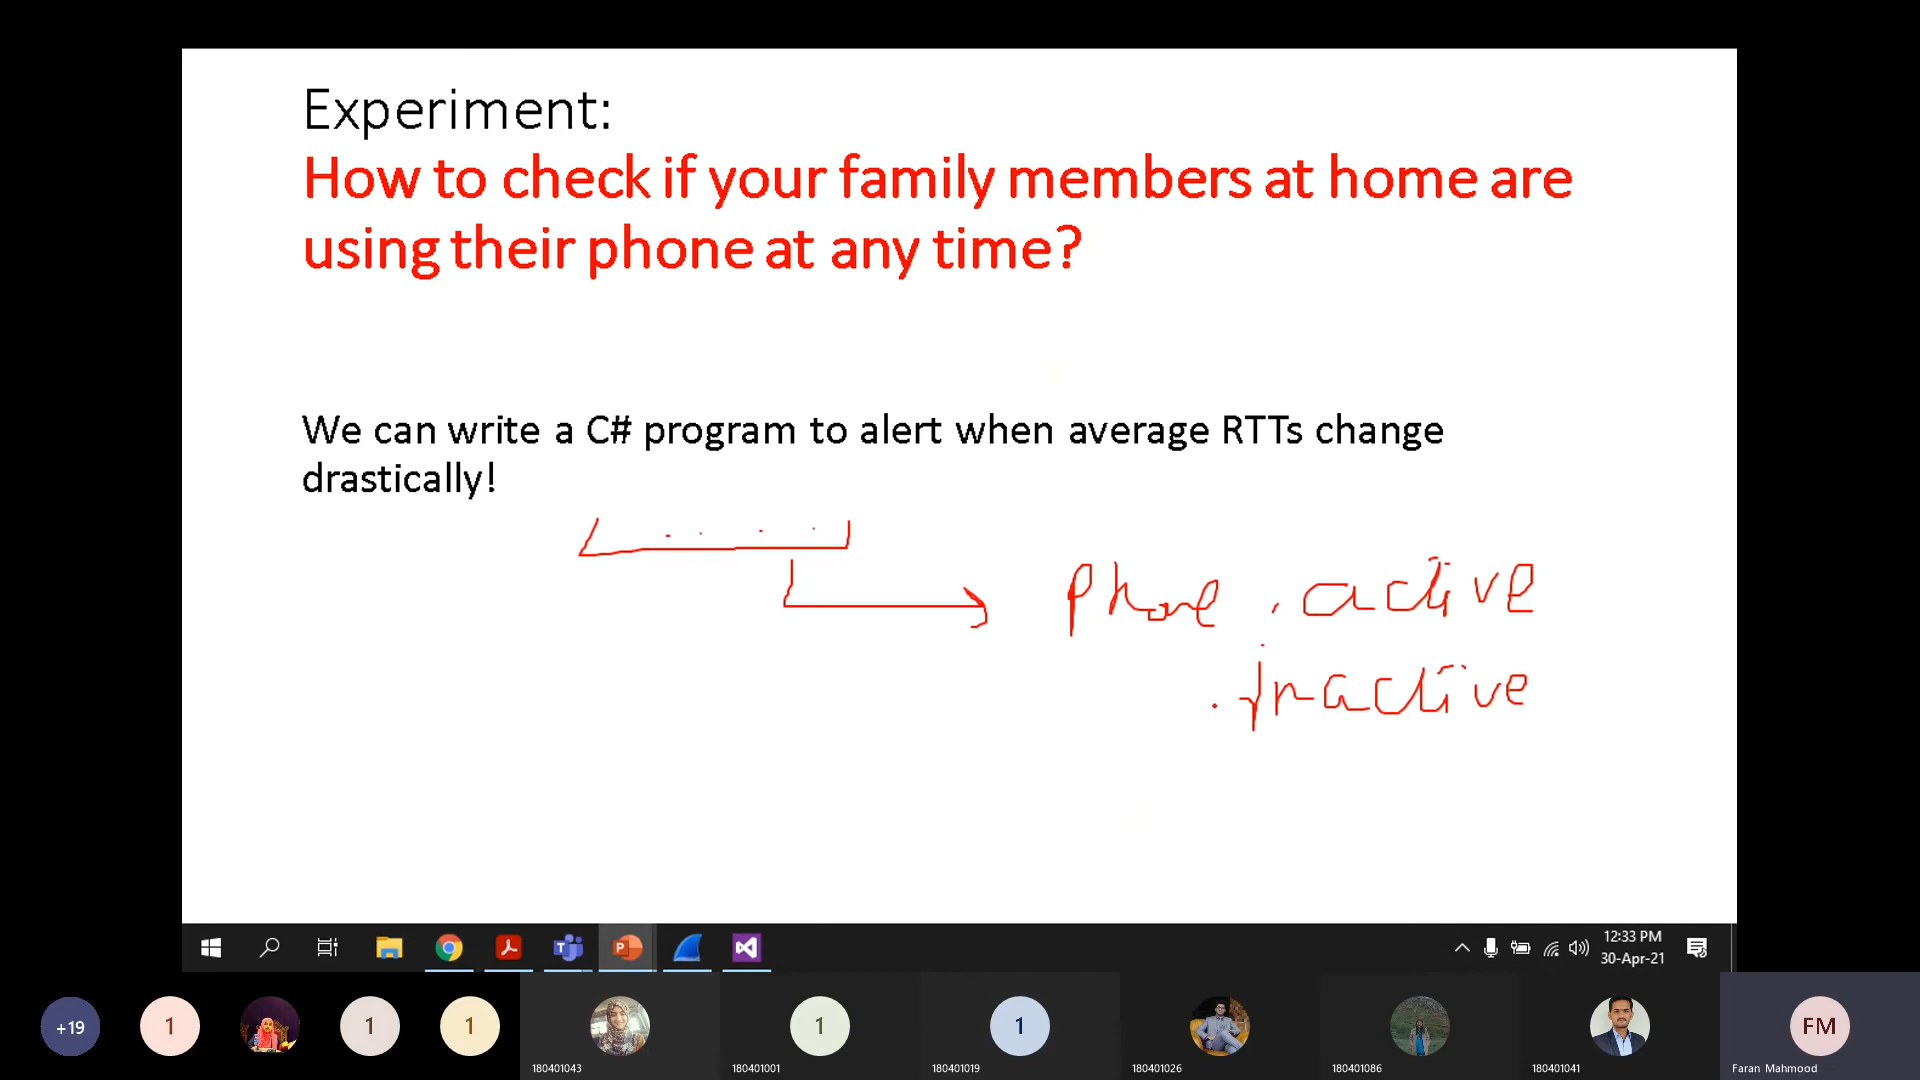 Experiment:
How to check if your family members at home are
using their phone at any time?
We can write a C# program to alert when average RTTs change
drastically!
Phone . active
. inactive
12:33 PM
30-Apr-21
+19
1
1
1
1
1
FM
180401043
180401001
180401019
180401026
180401086
180401041
Faran Mahmood